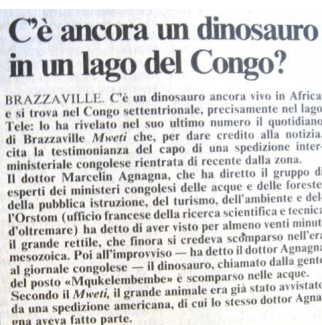 C'è ancora un dinosauro
in un lago del Congo?
BRAZZAVILLE. C'è un dinosauro ancora vivo in Africa
e si trova nel Congo settentrionale, precisamente nel lago
Tele: lo ha rivelato nel suo ultimo numero il quotidiano
di Brazzaville Mweti che, per dare credito alla notizia,
cita la testimonianza del capo di una spedizione inter-
ministeriale congolese rientrata di recente dalla zona.
Il dottor Marcelin Agnagna, che ha diretto il gruppo di
esperti dei ministeri congolesi delle acque e delle foreste,
della pubblica istruzione, del turismo, dell'ambiente e del-
l'Orstom (ufficio francese della ricerca scientifica e tecnica
d'oltremare) ha detto di aver visto per almeno venti minuti
il grande rettile, che finora si credeva scomparso nell'era
mesozoica. Poi all'improvviso — ha detto il dottor Agnagna
al giornale congolese — il dinosauro, chiamato dalla gente
del posto «Mqukelembembe» è scomparso nelle acque.
Secondo il Mweti, il grande animale era già stato avvistato
da una spedizione americana, di cui lo stesso dottor Agna-
gna aveva fatto parte.